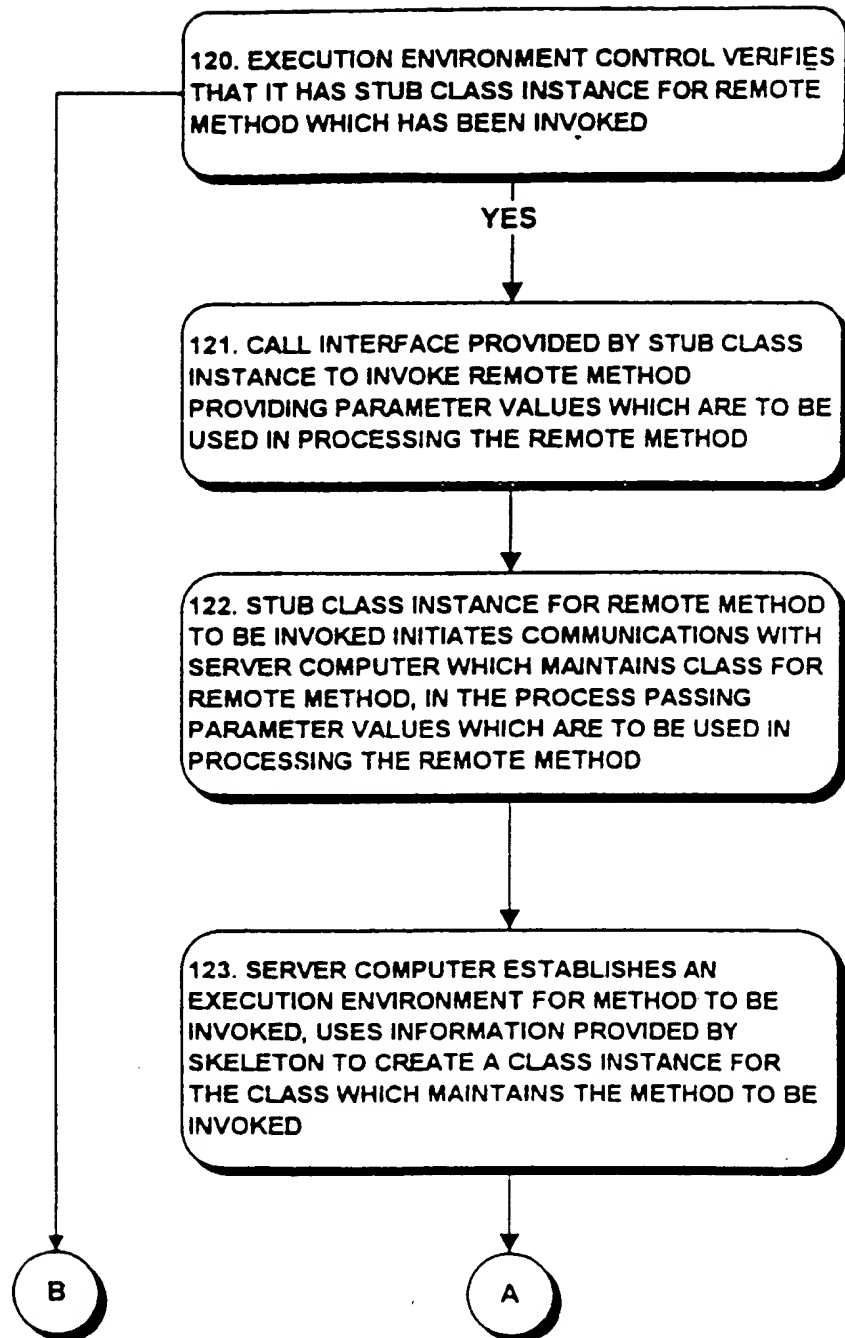 120. EXECUTION ENVIRONMENT CONTROL VERIFIES
THAT IT HAS STUB CLASS INSTANCE FOR REMOTE
METHOD WHICH HAS BEEN INVOKED
YES
121. CALL INTERFACE PROVIDED BY STUB CLASS
INSTANCE TO INVOKE REMOTE METHOD
PROVIDING PARAMETER VALUES WHICH ARE TO BE
USED IN PROCESSING THE REMOTE METHOD
122. STUB CLASS INSTANCE FOR REMOTE METHOD
TO BE INVOKED INITIATES COMMUNICATIONS WITH
SERVER COMPUTER WHICH MAINTAINS CLASS FOR
REMOTE METHOD, IN THE PROCESS PASSING
PARAMETER VALUES WHICH ARE TO BE USED IN
PROCESSING THE REMOTE METHOD
123. SERVER COMPUTER ESTABLISHES AN
EXECUTION ENVIRONMENT FOR METHOD TO BE
INVOKED, USES INFORMATION PROVIDED BY
SKELETON TO CREATE A CLASS INSTANCE FOR
THE CLASS WHICH MAINTAINS THE METHOD TO BE
INVOKED
B
A